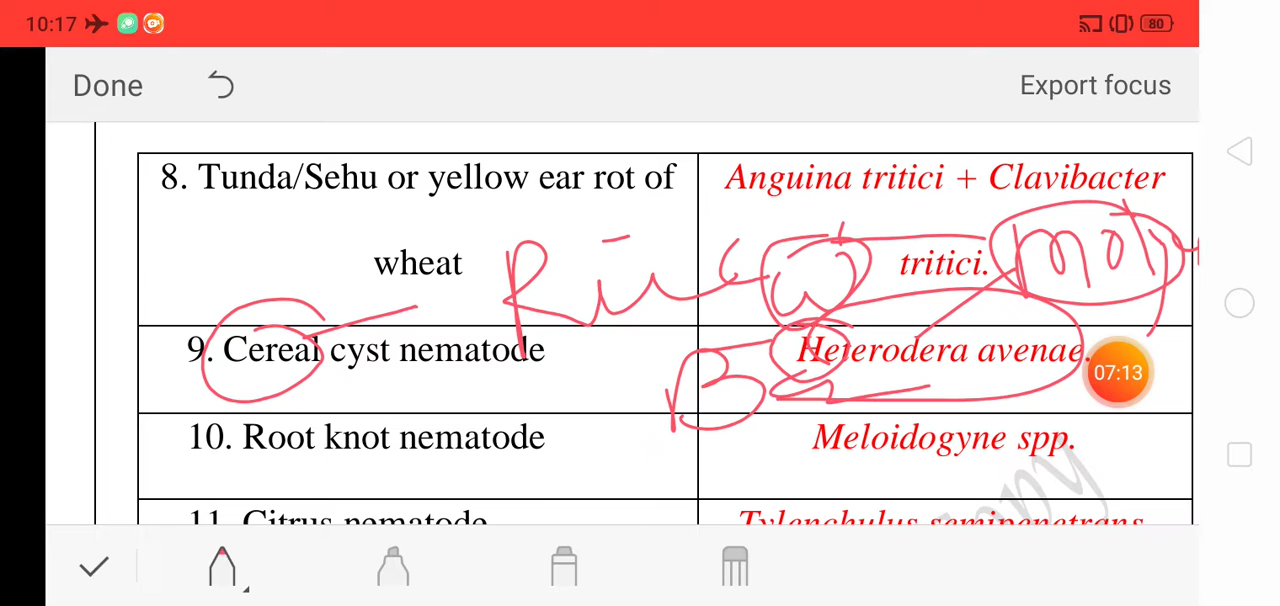 10:17 80
Done Export focus
8. Tunda/Sehu or yellow ear rot of wheat
Anguina tritici + Clavibacter tritici.
9. Cereal cyst nematode
Heterodera avenae.
07:13
10. Root knot nematode
Meloidogyne spp.
11. Citrus nematode
Tylenchulus semipenetrans